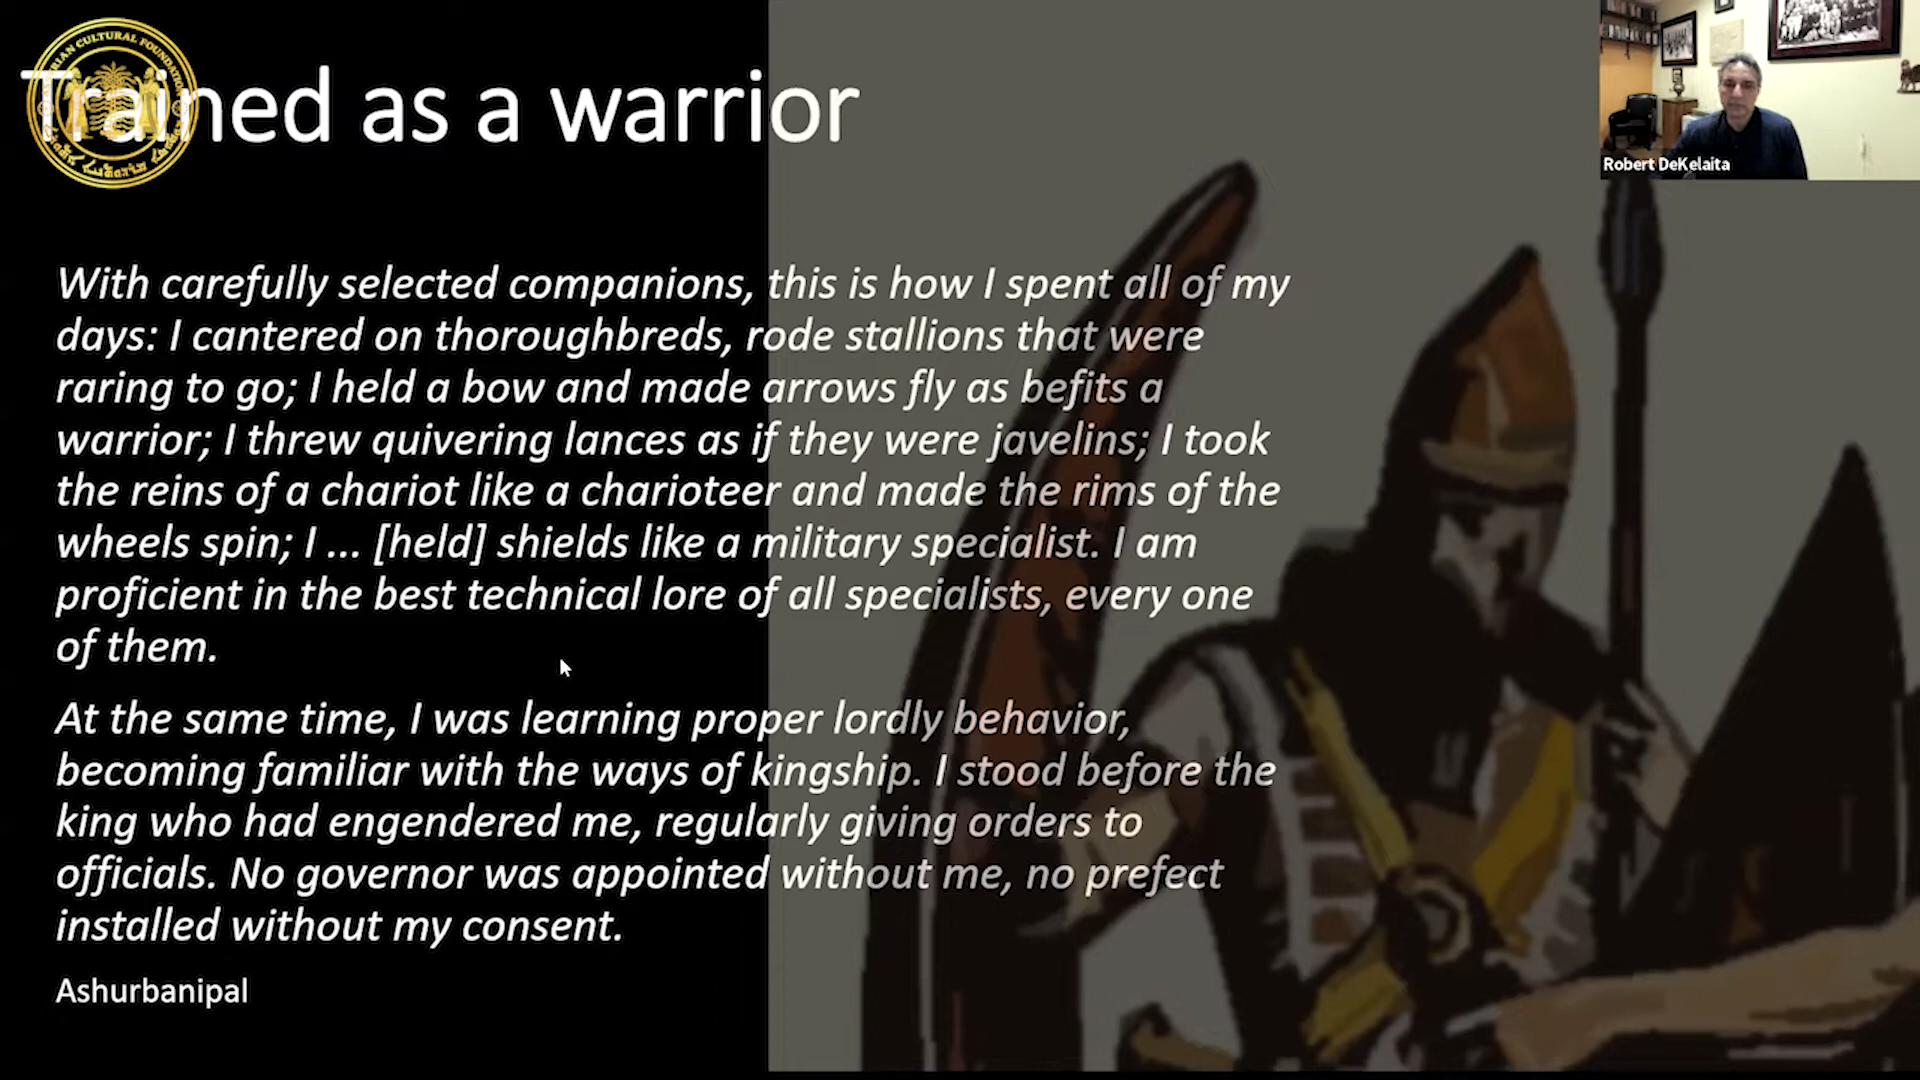 RIAN CULTURAL FOUNDATION
Trained as a warrior
Robert DeKelaita
With carefully selected companions, this is how I spent all of my
days: I cantered on thoroughbreds, rode stallions that were
raring to go; I held a bow and made arrows fly as befits a
warrior; I threw quivering lances as if they were javelins; I took
the reins of a chariot like a charioteer and made the rims of the
wheels spin; I ... [held] shields like a military specialist. I am
proficient in the best technical lore of all specialists, every one
of them.
At the same time, I was learning proper lordly behavior,
becoming familiar with the ways of kingship. I stood before the
king who had engendered me, regularly giving orders to
officials. No governor was appointed without me, no prefect
installed without my consent.
Ashurbanipal